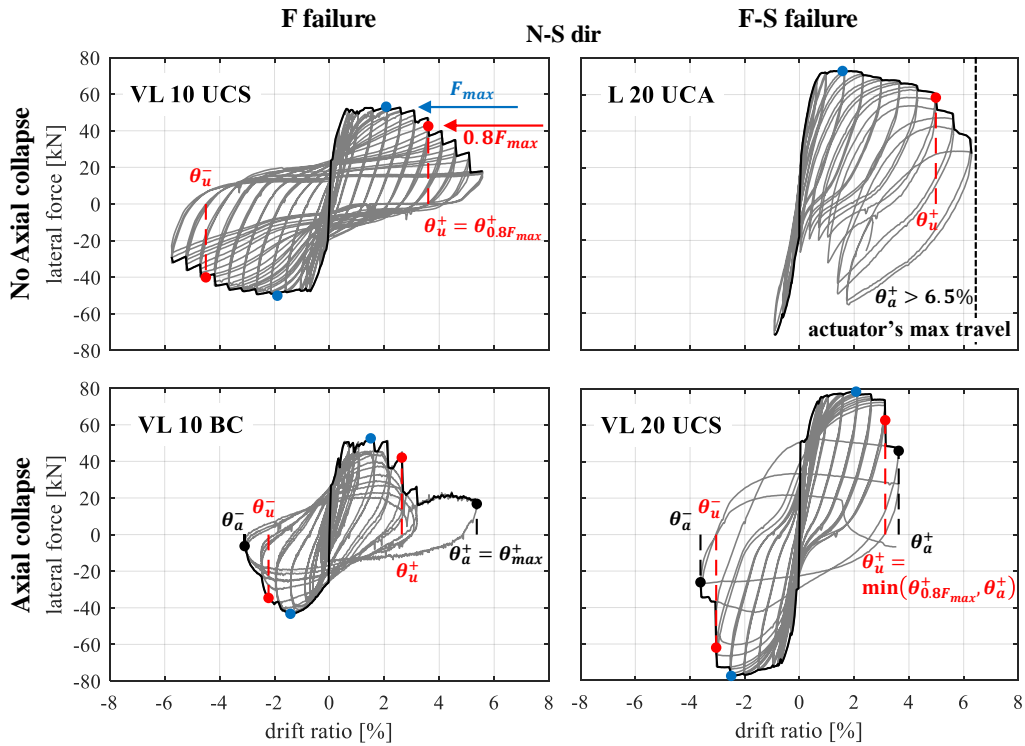 F failure
F-S failure
N-S dir
No Axial collapse
lateral force [kN]
80
60
40
20
0
-20
-40
-60
-80
VL 10 UCS
F_max
0.8F_max
θ_u^-
θ_u^+ = θ_{0.8F_max}^+
L 20 UCA
θ_u^+
θ_a^+ > 6.5%
actuator's max travel
Axial collapse
lateral force [kN]
80
60
40
20
0
-20
-40
-60
80
VL 10 BC
θ_u^-
θ_a^-
θ_u^+
θ_a^+ = θ_max^+
-8 -6 -4 -2 0 2 4 6 8
drift ratio [%]
VL 20 UCS
θ_u^-
θ_a^-
θ_a^+
θ_u^+ =
min(θ_{0.8F_max}^+, θ_a^+)
-8 -6 -4 -2 0 2 4 6 8
drift ratio [%]